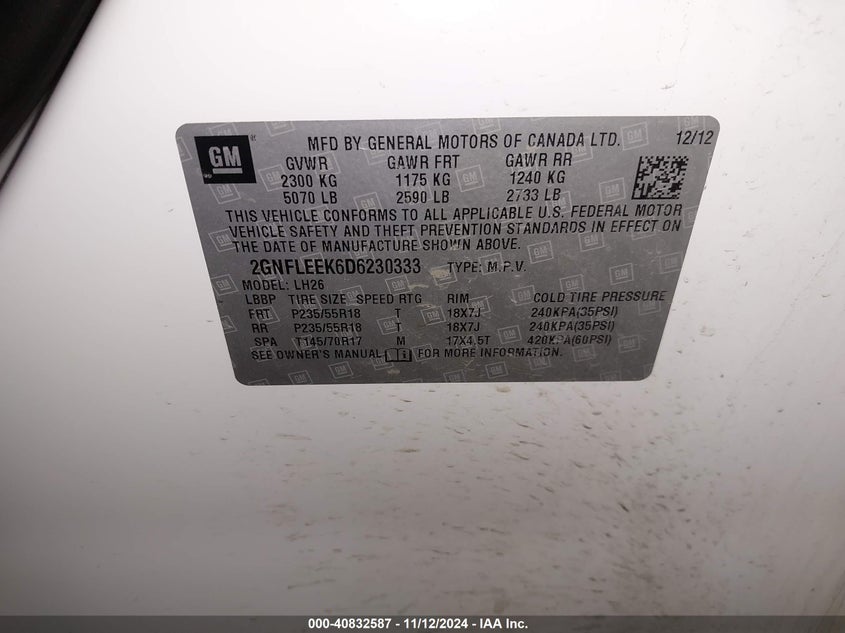 GM
MFD BY GENERAL MOTORS OF CANADA LTD. 12/12
GVWR GAWR FRT GAWR RR
2300 KG 1175 KG 1240 KG
5070 LB 2590 LB 2733 LB
THIS VEHICLE CONFORMS TO ALL APPLICABLE U.S. FEDERAL MOTOR
VEHICLE SAFETY AND THEFT PREVENTION STANDARDS IN EFFECT ON
THE DATE OF MANUFACTURE SHOWN ABOVE.
2GNFLEEK6D6230333 TYPE: M.P.V.
MODEL: LH26
LBBP TIRE SIZE SPEED RTG RIM COLD TIRE PRESSURE
FRT P235/55R18 T 18X7J 240KPA(35PSI)
RR P235/55R18 T 18X7J 240KPA(35PSI)
SPA T145/70R17 M 17X4.5T 420KPA(60PSI)
SEE OWNER'S MANUAL FOR MORE INFORMATION.
000-40832587 - 11/12/2024 - IAA Inc.